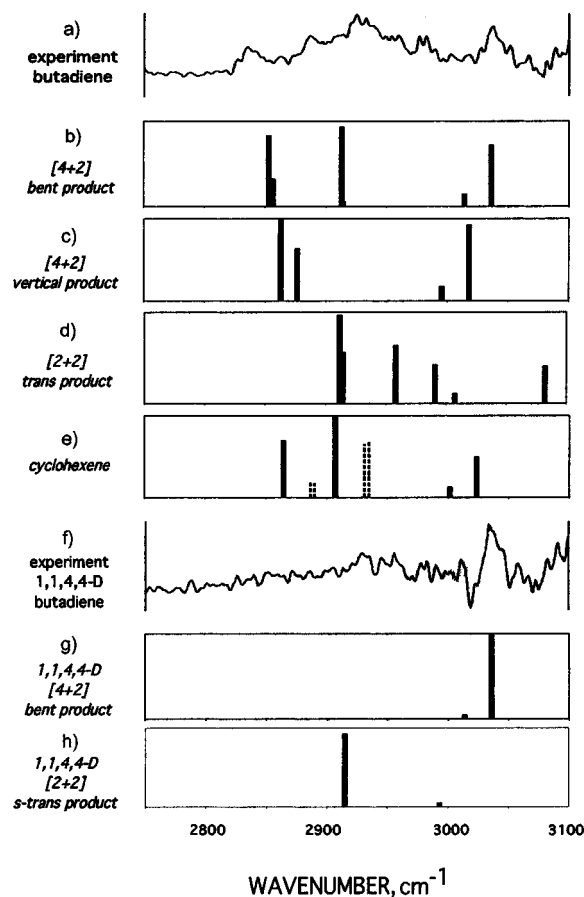 a)
experiment
butadiene
b)
[4+2]
bent product
c)
[4+2]
vertical product
d)
[2+2]
trans product
e)
cyclohexene
f)
experiment
1,1,4,4-D
butadiene
g)
1,1,4,4-D
[4+2]
bent product
h)
1,1,4,4-D
[2+2]
s-trans product
2800 2900 3000 3100
WAVENUMBER, cm-1